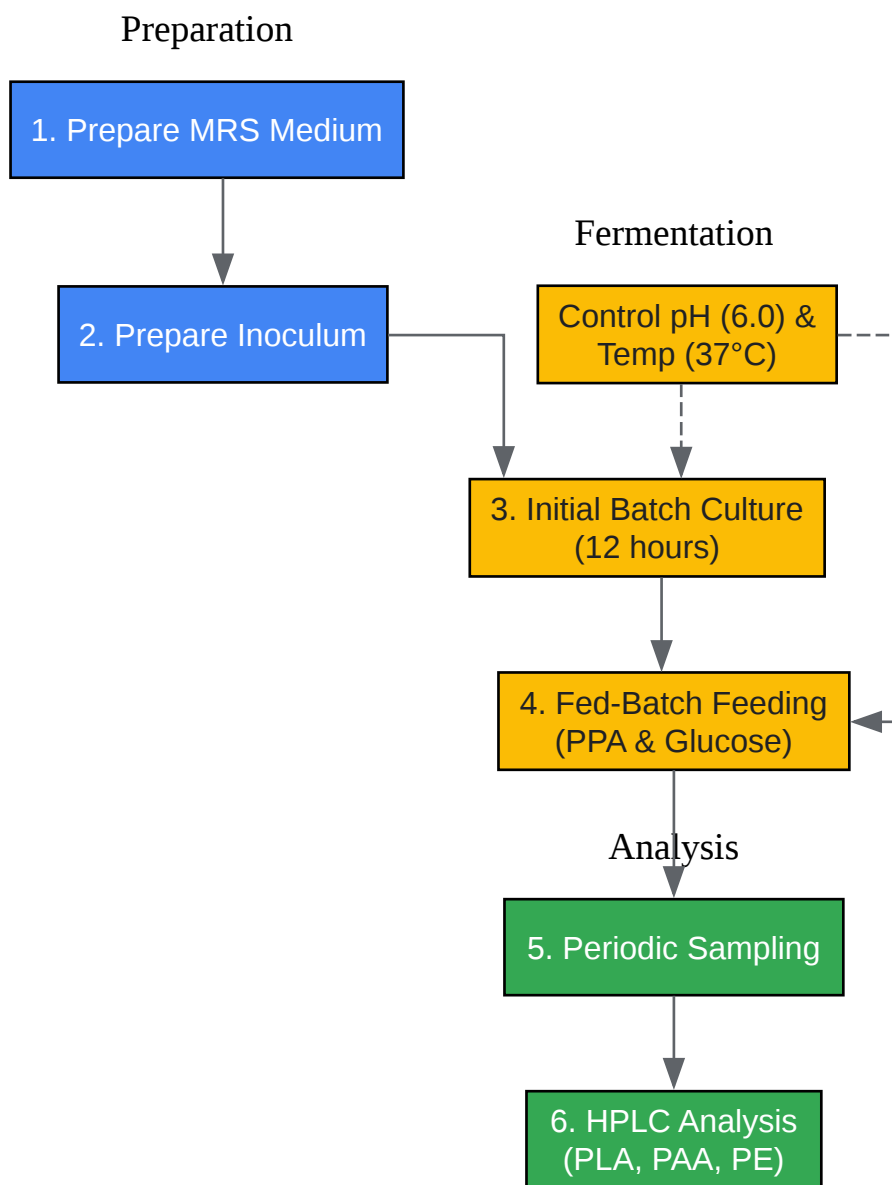 Preparation
1. Prepare MRS Medium
2. Prepare Inoculum
Fermentation
Control pH (6.0) &
Temp (37°C)
3. Initial Batch Culture
(12 hours)
4. Fed-Batch Feeding
(PPA & Glucose)
Analysis
5. Periodic Sampling
6. HPLC Analysis
(PLA, PAA, PE)